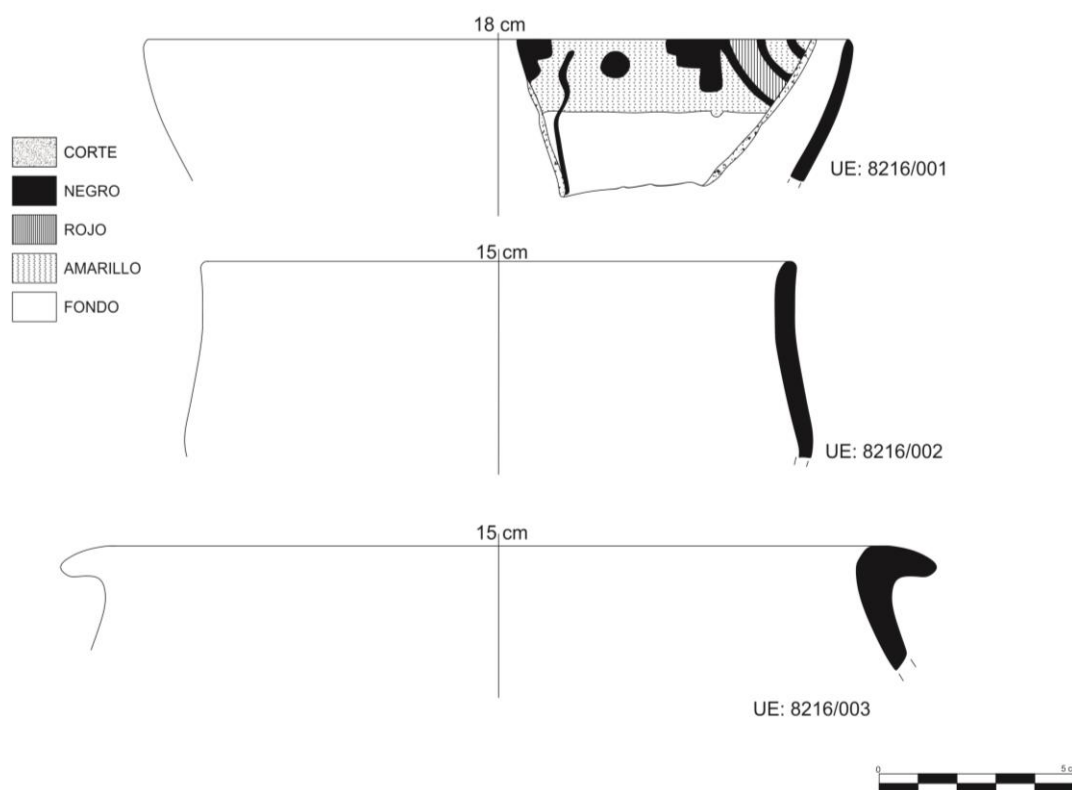 18 cm
CORTE
NEGRO
ROJO
AMARILLO
FONDO
UE: 8216/001
15 cm
UE: 8216/002
15 cm
UE: 8216/003
0 5 c